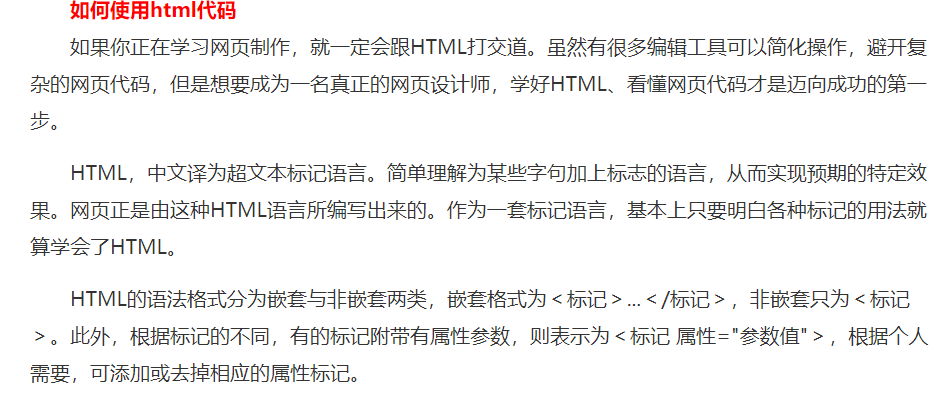 如何使用html代码
如果你正在学习网页制作，就一定会跟HTML打交道。虽然有很多编辑工具可以简化操作，避开复
杂的网页代码，但是想要成为一名真正的网页设计师，学好HTML、看懂网页代码才是迈向成功的第一
步。
HTML，中文译为超文本标记语言。简单理解为某些字句加上标志的语言，从而实现预期的特定效
果。网页正是由这种HTML语言所编写出来的。作为一套标记语言，基本上只要明白各种标记的用法就
算学会了HTML。
HTML的语法格式分为嵌套与非嵌套两类，嵌套格式为＜标记＞...＜/标记＞，非嵌套只为＜标记
＞。此外，根据标记的不同，有的标记附带有属性参数，则表示为＜标记 属性="参数值"＞，根据个人
需要，可添加或去掉相应的属性标记。